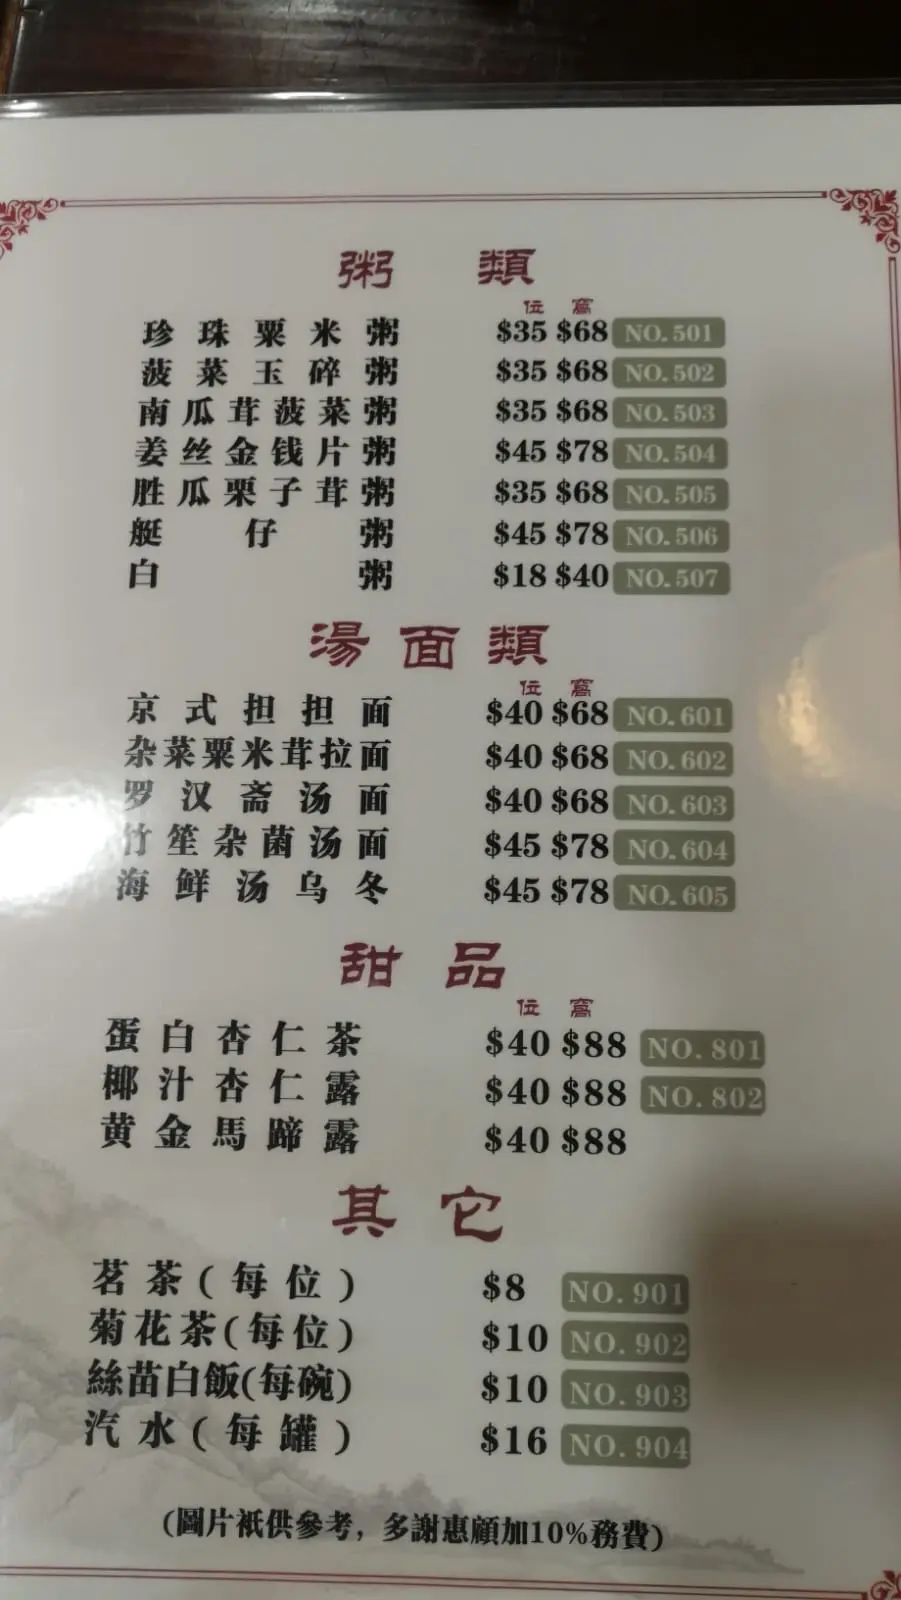 粥 類
位 窩
珍珠粟米粥 $35 $68 NO.501
菠菜玉碎粥 $35 $68 NO.502
南瓜茸菠菜粥 $35 $68 NO.503
姜丝金钱片粥 $45 $78 NO.504
胜瓜栗子茸粥 $35 $68 NO.505
艇仔粥 $45 $78 NO.506
白粥 $18 $40 NO.507
湯面類
位 窩
京式担担面 $40 $68 NO.601
杂菜粟米茸拉面 $40 $68 NO.602
罗汉斋汤面 $40 $68 NO.603
竹笙杂菌汤面 $45 $78 NO.604
海鲜汤乌冬 $45 $78 NO.605
甜品
位 窩
蛋白杏仁茶 $40 $88 NO.801
椰汁杏仁露 $40 $88 NO.802
黄金馬蹄露 $40 $88
其它
茗茶(每位) $8 NO.901
菊花茶(每位) $10 NO.902
絲苗白飯(每碗) $10 NO.903
汽水(每罐) $16 NO.904
(圖片衹供參考，多謝惠顧加10%務費)